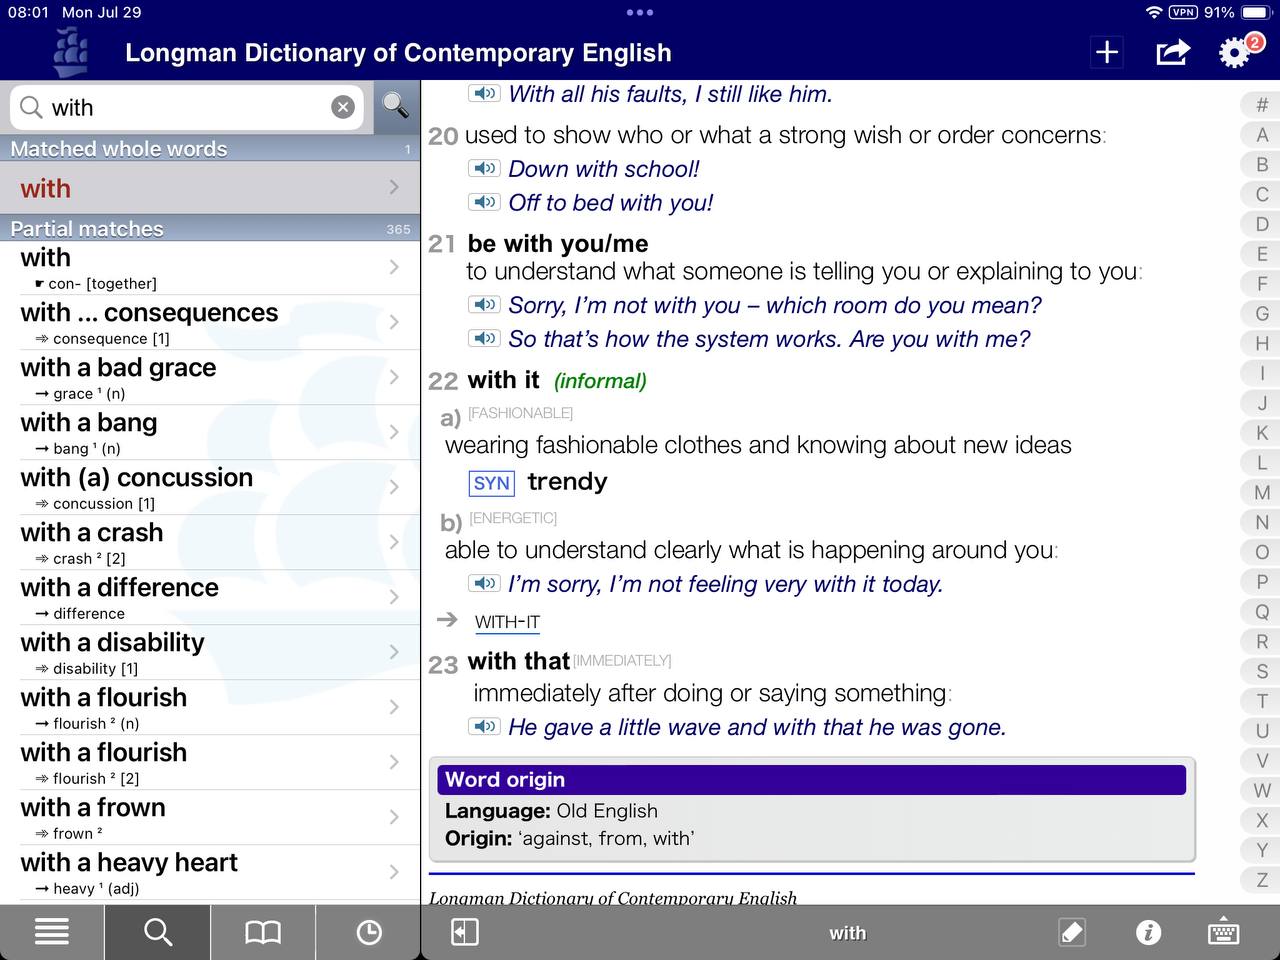 08:01 Mon Jul 29
VPN 91%
Longman Dictionary of Contemporary English
2
with
Matched whole words 1
with
Partial matches 365
with
☛ con- [together]
with ... consequences
⇒ consequence [1]
with a bad grace
→ grace ¹ (n)
with a bang
→ bang ¹ (n)
with (a) concussion
⇒ concussion [1]
with a crash
⇒ crash ² [2]
with a difference
→ difference
with a disability
⇒ disability [1]
with a flourish
→ flourish ² (n)
with a flourish
⇒ flourish ² [2]
with a frown
⇒ frown ²
with a heavy heart
→ heavy ¹ (adj)
With all his faults, I still like him.
20 used to show who or what a strong wish or order concerns:
Down with school!
Off to bed with you!
21 be with you/me
to understand what someone is telling you or explaining to you:
Sorry, I'm not with you – which room do you mean?
So that's how the system works. Are you with me?
22 with it (informal)
a) [FASHIONABLE]
wearing fashionable clothes and knowing about new ideas
SYN trendy
b) [ENERGETIC]
able to understand clearly what is happening around you:
I'm sorry, I'm not feeling very with it today.
→ WITH-IT
23 with that [IMMEDIATELY]
immediately after doing or saying something:
He gave a little wave and with that he was gone.
Word origin
Language: Old English
Origin: 'against, from, with'
Longman Dictionary of Contemporary English
with
#
A
B
C
D
E
F
G
H
I
J
K
L
M
N
O
P
Q
R
S
T
U
V
W
X
Y
Z